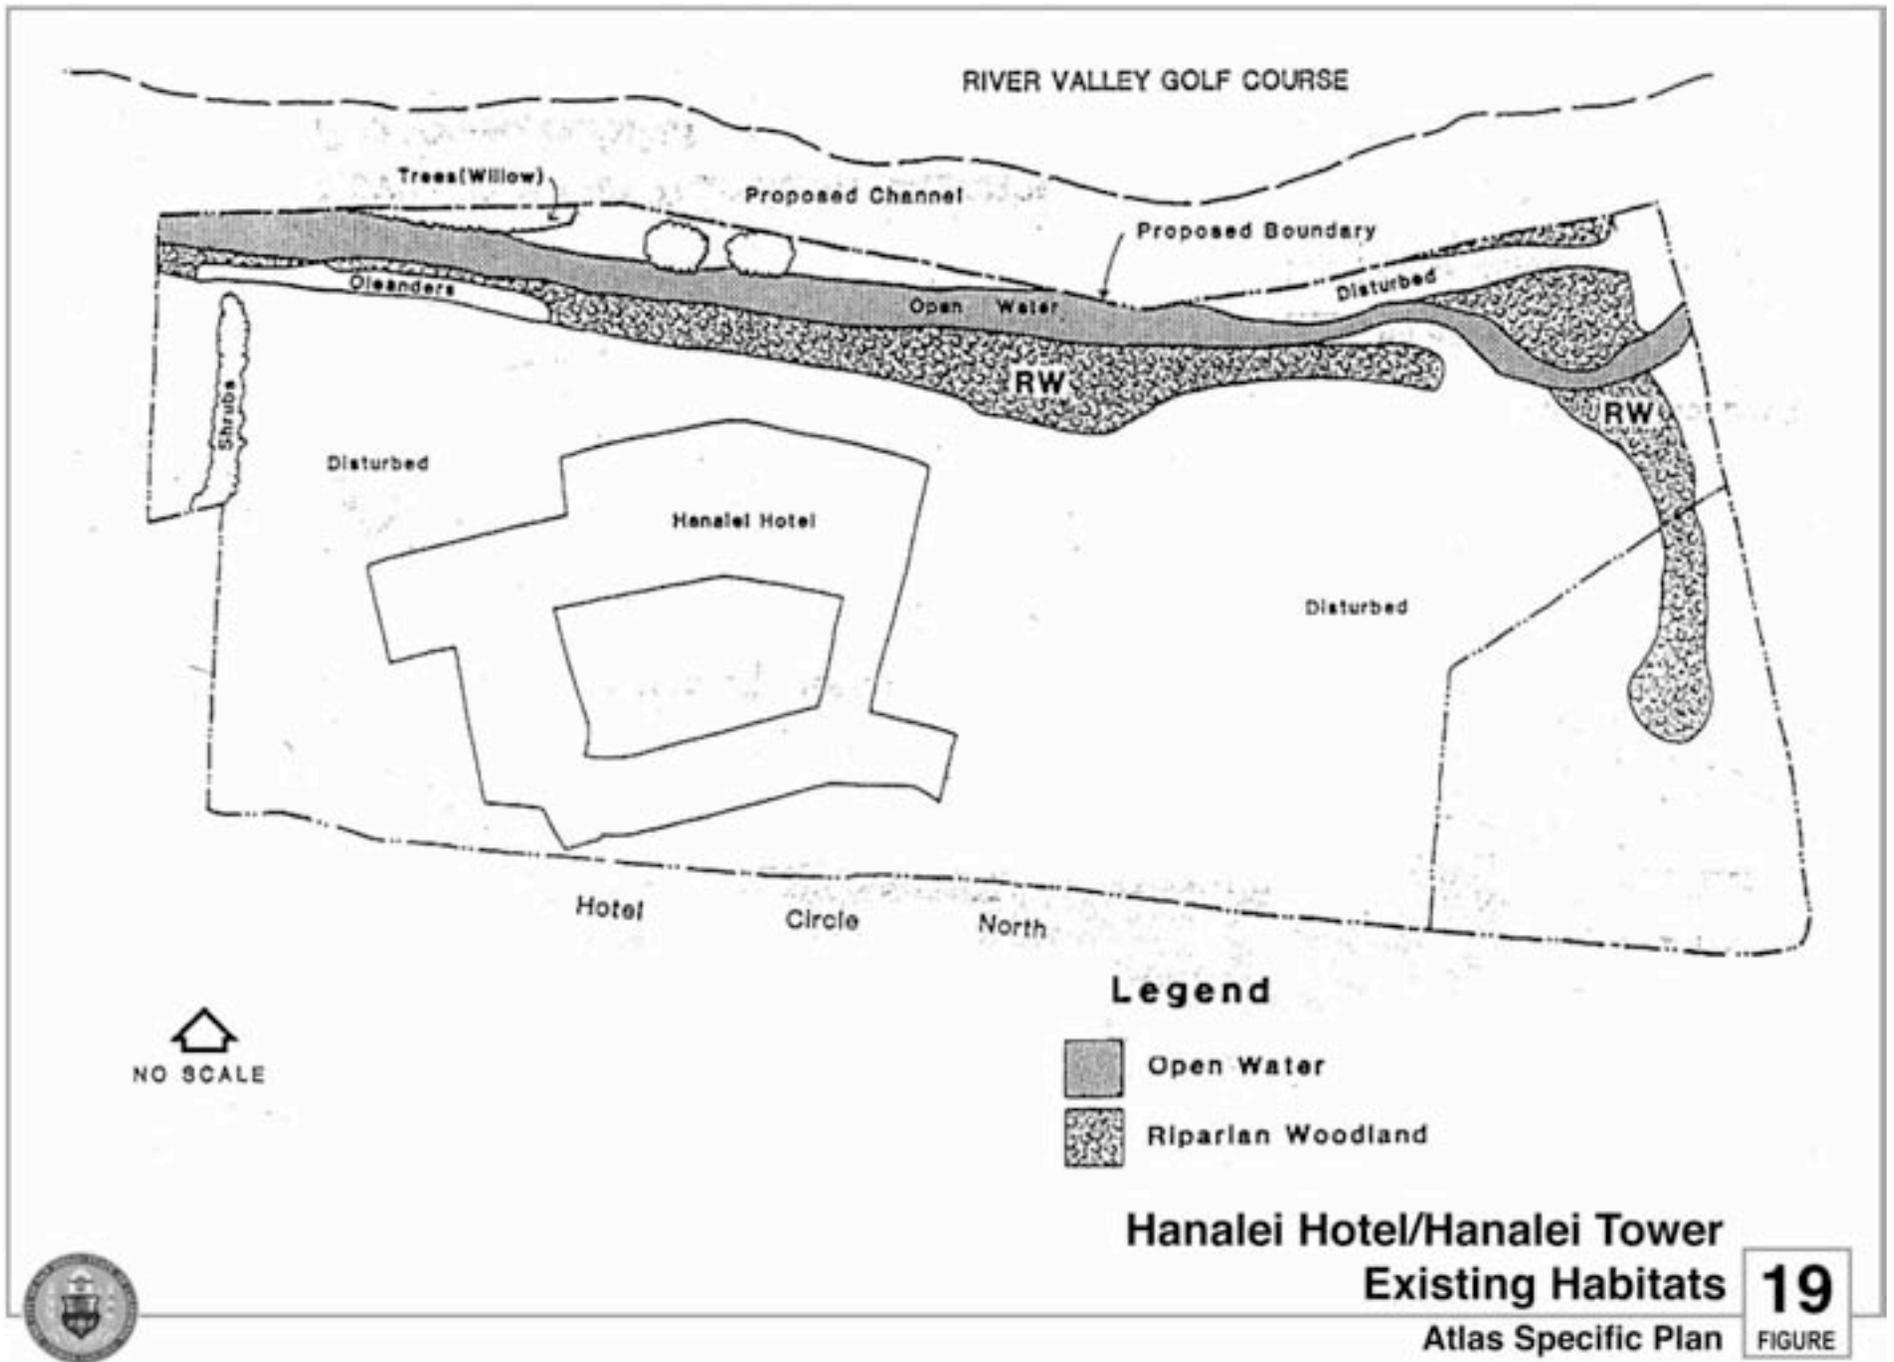 RIVER VALLEY GOLF COURSE
Trees(Willow)
Proposed Channel
Proposed Boundary
Disturbed
Oleanders
Open Water
RW
RW
Shrubs
Disturbed
Hanalei Hotel
Disturbed
Hotel Circle North
Legend
Open Water
Riparian Woodland
NO SCALE
Hanalei Hotel/Hanalei Tower
Existing Habitats
Atlas Specific Plan
19
FIGURE